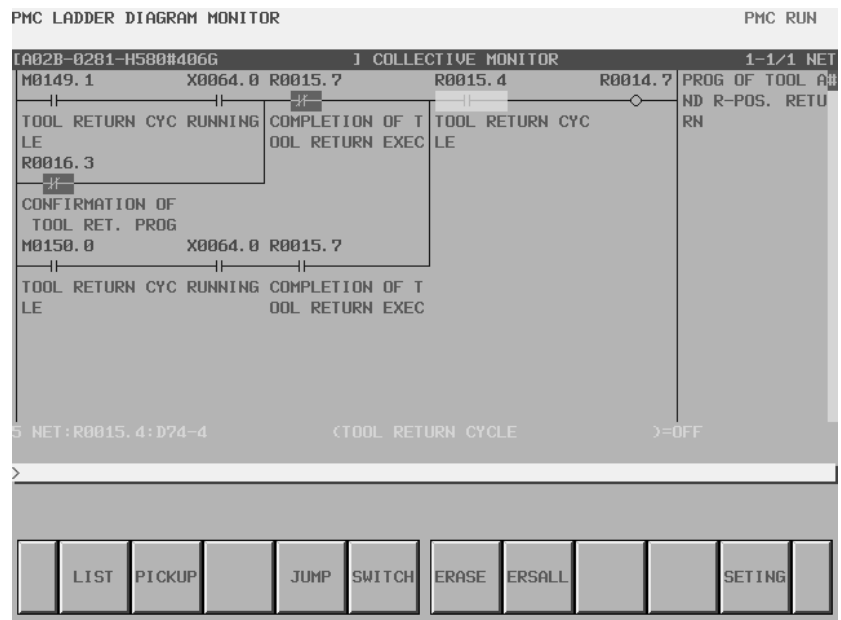 PMC LADDER DIAGRAM MONITOR PMC RUN
[A02B-0281-H580#406G ] COLLECTIVE MONITOR 1-1/1 NET
M0149.1 X0064.0 R0015.7 R0015.4 R0014.7 PROG OF TOOL A#
ND R-POS. RETU
TOOL RETURN CYC RUNNING COMPLETION OF T TOOL RETURN CYC RN
LE OOL RETURN EXEC LE
R0016.3
CONFIRMATION OF
TOOL RET. PROG
M0150.0 X0064.0 R0015.7
TOOL RETURN CYC RUNNING COMPLETION OF T
LE OOL RETURN EXEC
5 NET:R0015.4:D74-4 (TOOL RETURN CYCLE )=OFF
>
LIST PICKUP JUMP SWITCH ERASE ERSALL SETING